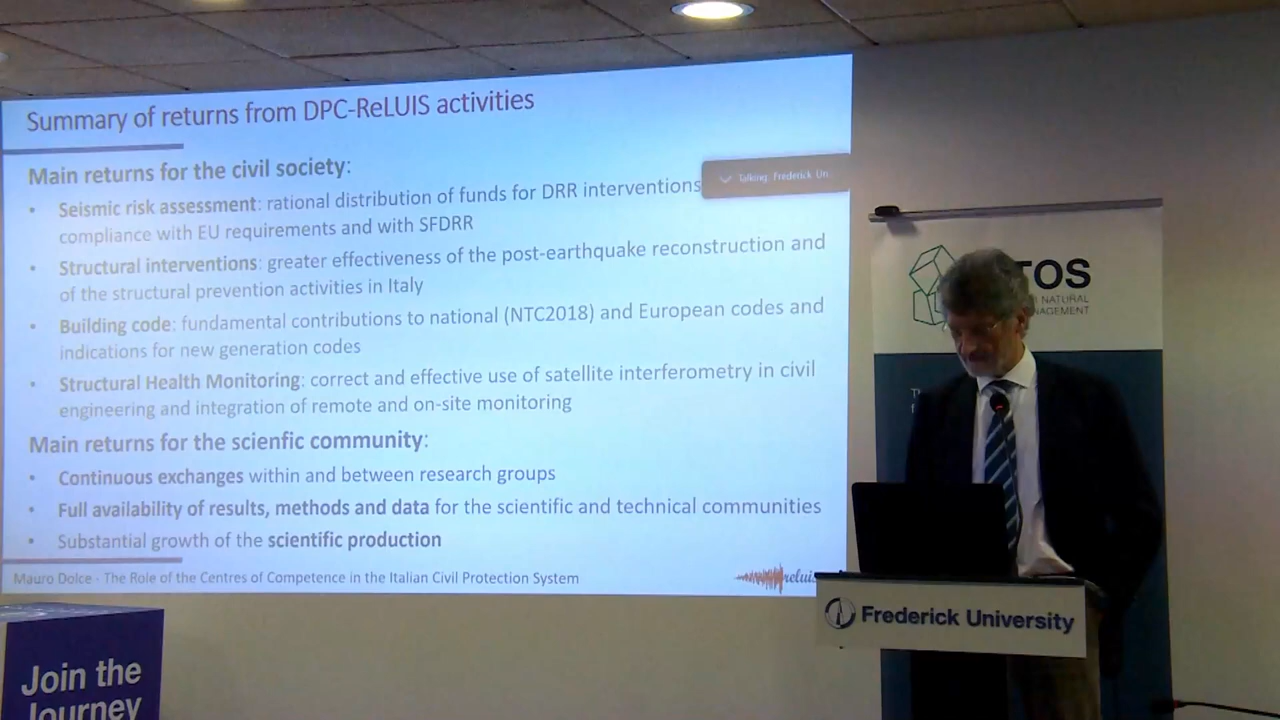 Summary of returns from DPC-ReLUIS activities
Main returns for the civil society:
• Seismic risk assessment: rational distribution of funds for DRR interventions
compliance with EU requirements and with SFDRR
• Structural interventions: greater effectiveness of the post-earthquake reconstruction and
of the structural prevention activities in Italy
• Building code: fundamental contributions to national (NTC2018) and European codes and
indications for new generation codes
• Structural Health Monitoring: correct and effective use of satellite interferometry in civil
engineering and integration of remote and on-site monitoring
Main returns for the scienfic community:
• Continuous exchanges within and between research groups
• Full availability of results, methods and data for the scientific and technical communities
• Substantial growth of the scientific production
Mauro Dolce - The Role of the Centres of Competence in the Italian Civil Protection System
reluis
Talking: Frederick Un...
TOS
NATURAL
Frederick University
Join the
Journey